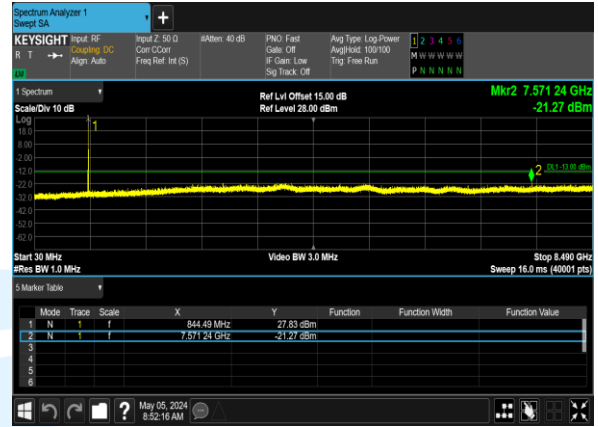 Spectrum Analyzer 1
Swept SA
+
KEYSIGHT Input: RF Input Z: 50 Ω #Atten: 40 dB PNO: Fast Avg Type: Log-Power 1 2 3 4 5 6
R T Coupling: DC Corr CCorr Gate: Off Avg|Hold: 100/100 M W W W W W
Align: Auto Freq Ref: Int (S) IF Gain: Low Trig: Free Run P N N N N N
LXI Sig Track: Off
1 Spectrum Ref Lvl Offset 15.00 dB Mkr2 7.571 24 GHz
Scale/Div 10 dB Ref Level 28.00 dBm -21.27 dBm
Log
1
18.0
8.00
-2.00
-12.0 2 DL1 -13.00 dBm
-22.0
-32.0
-42.0
-52.0
-62.0
Start 30 MHz Video BW 3.0 MHz Stop 8.490 GHz
#Res BW 1.0 MHz Sweep 16.0 ms (40001 pts)
5 Marker Table
Mode Trace Scale X Y Function Function Width Function Value
1 N 1 f 844.49 MHz 27.83 dBm
2 N 1 f 7.571 24 GHz -21.27 dBm
3
4
5
6
? May 05, 2024
8:52:16 AM